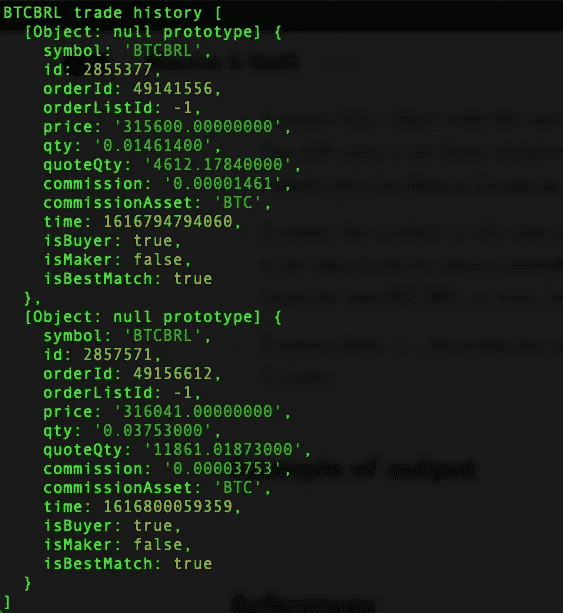 BTCBRL trade history [
  [Object: null prototype] {
    symbol: 'BTCBRL',
    id: 2855377,
    orderId: 49141556,
    orderListId: -1,
    price: '315600.00000000',
    qty: '0.01461400',
    quoteQty: '4612.17840000',
    commission: '0.00001461',
    commissionAsset: 'BTC',
    time: 1616794794060,
    isBuyer: true,
    isMaker: false,
    isBestMatch: true
  },
  [Object: null prototype] {
    symbol: 'BTCBRL',
    id: 2857571,
    orderId: 49156612,
    orderListId: -1,
    price: '316041.00000000',
    qty: '0.03753000',
    quoteQty: '11861.01873000',
    commission: '0.00003753',
    commissionAsset: 'BTC',
    time: 1616800059359,
    isBuyer: true,
    isMaker: false,
    isBestMatch: true
  }
]